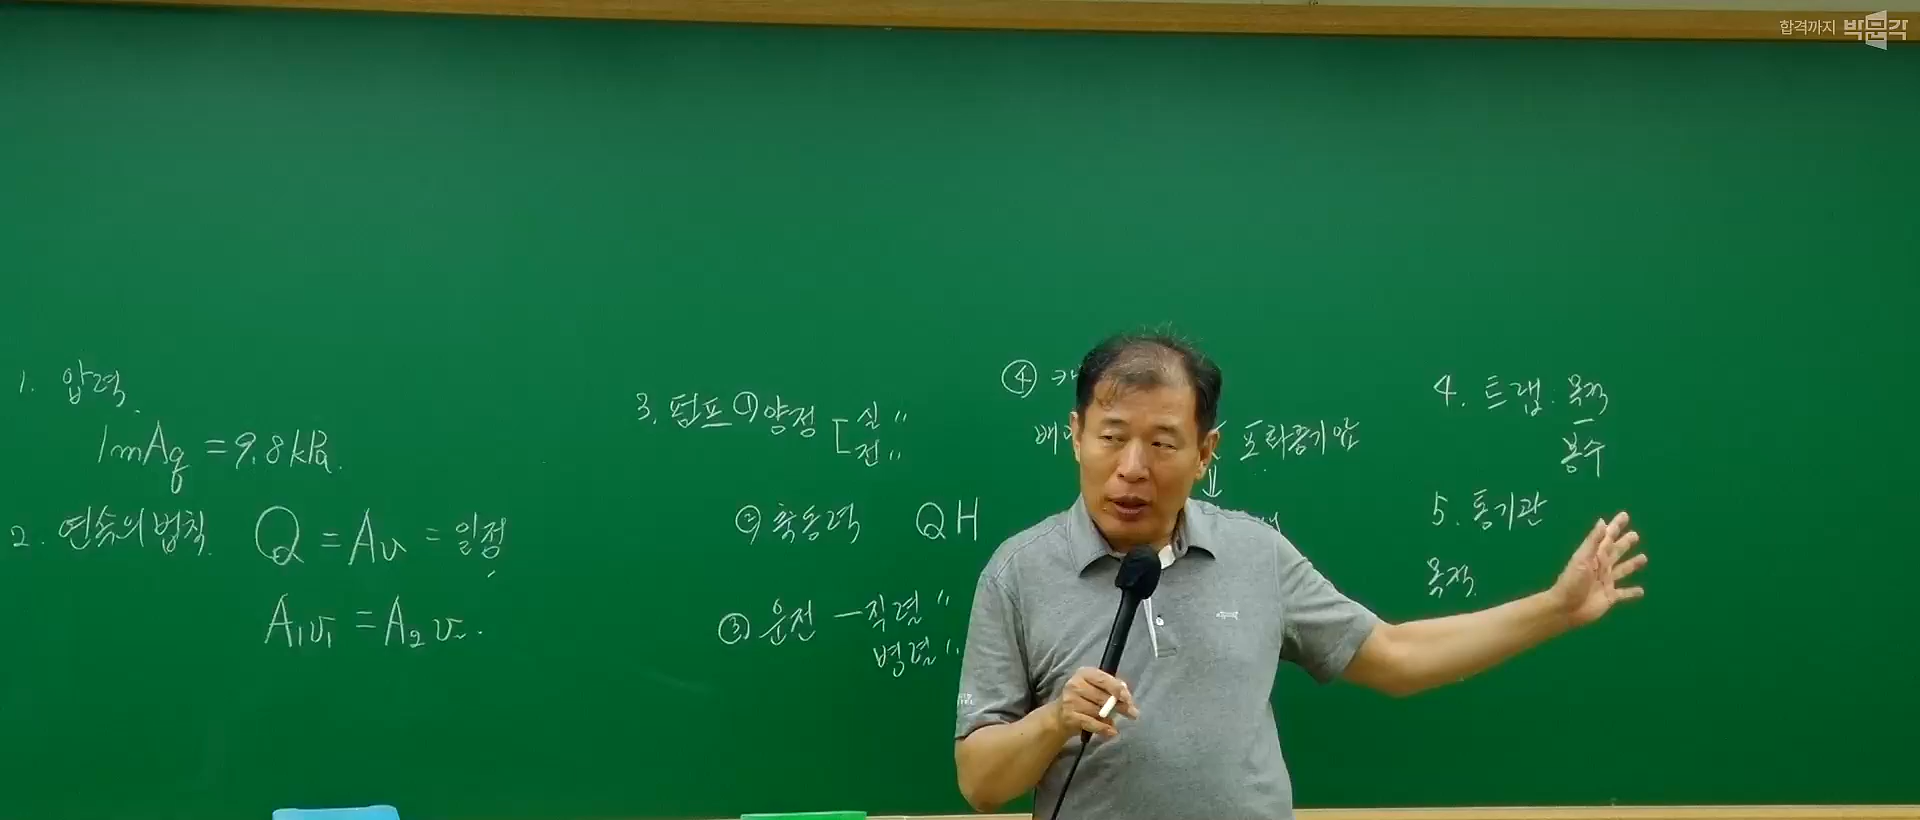 합격까지 박문각
1. 압력.
1mAq = 9.8kPa.
2. 연속의 법칙. Q = Av = 일정
A₁v₁ = A₂v₂.
3. 펌프 ① 양정 [ 실 〃
전 〃
② 축동력 QH
③ 운전 — 직렬 〃
병렬 〃
④
포화증기압
↓
4. 트랩 : 목적
봉수
5. 통기관
목적.